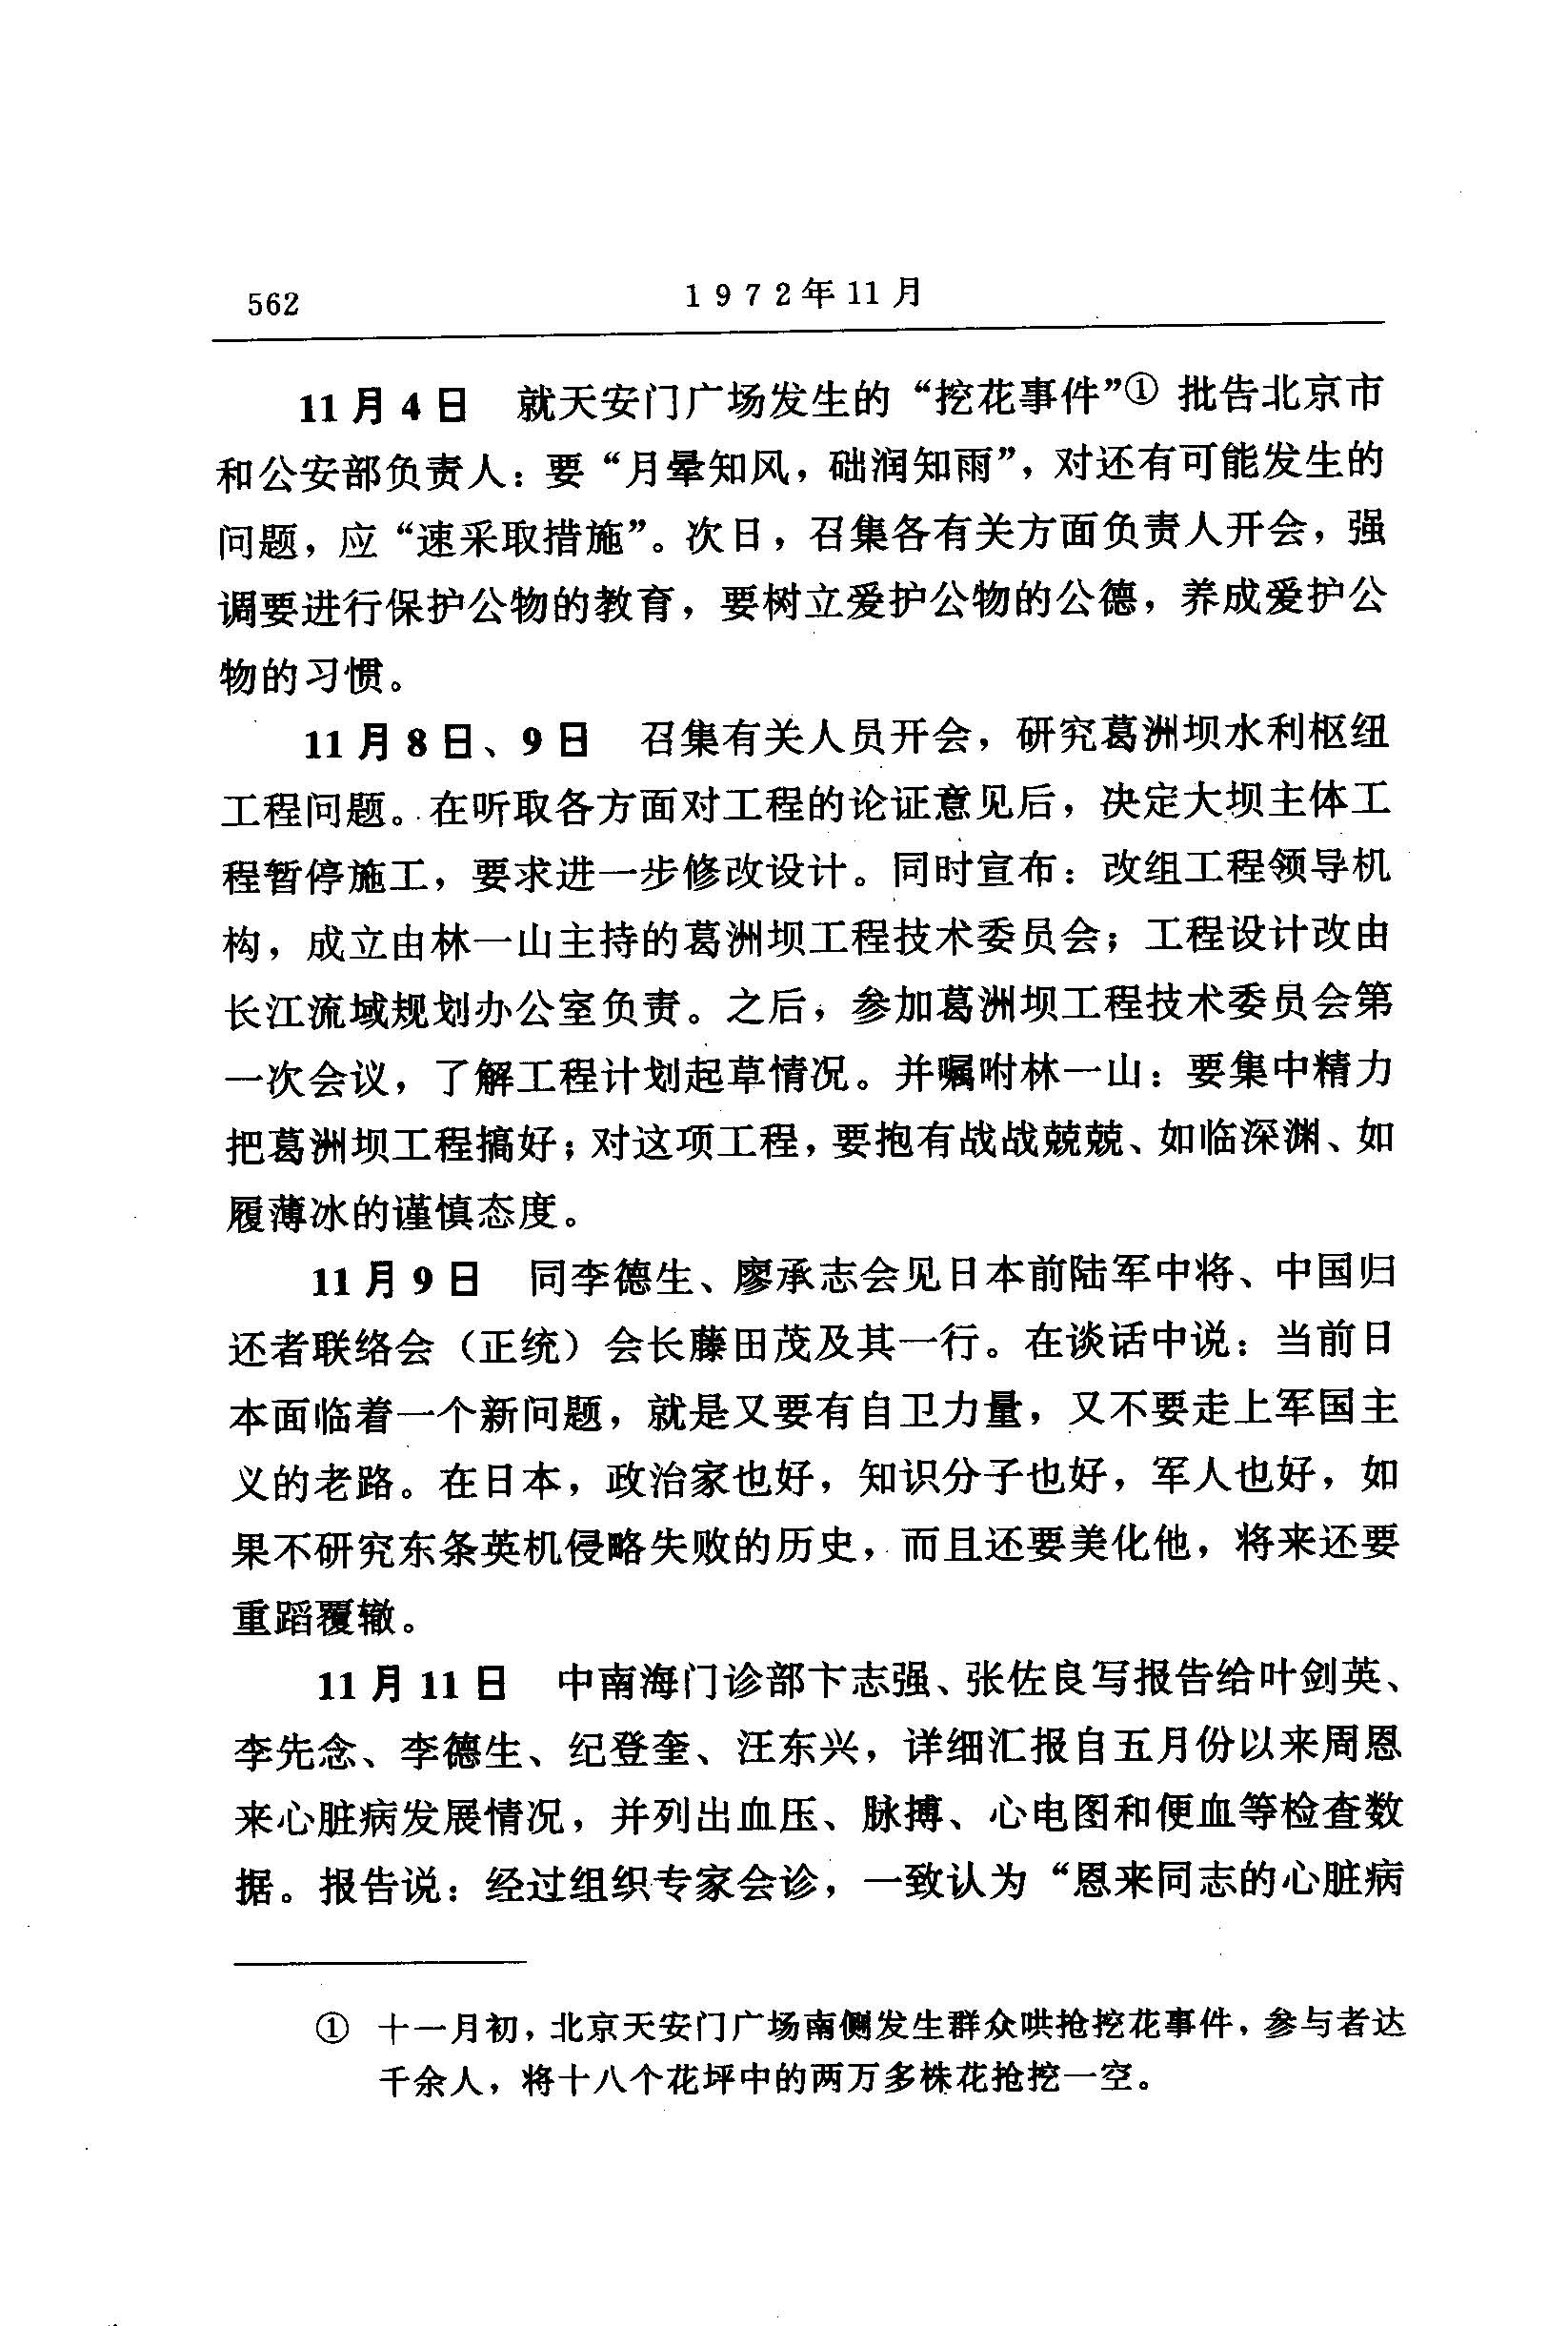 562
1972年11月
11月4日 就天安门广场发生的“挖花事件”① 批告北京市
和公安部负责人：要“月晕知风，础润知雨”，对还有可能发生的
问题，应“速采取措施”。次日，召集各有关方面负责人开会，强
调要进行保护公物的教育，要树立爱护公物的公德，养成爱护公
物的习惯。
11月8日、9日 召集有关人员开会，研究葛洲坝水利枢纽
工程问题。在听取各方面对工程的论证意见后，决定大坝主体工
程暂停施工，要求进一步修改设计。同时宣布：改组工程领导机
构，成立由林一山主持的葛洲坝工程技术委员会；工程设计改由
长江流域规划办公室负责。之后，参加葛洲坝工程技术委员会第
一次会议，了解工程计划起草情况。并嘱咐林一山：要集中精力
把葛洲坝工程搞好；对这项工程，要抱有战战兢兢、如临深渊、如
履薄冰的谨慎态度。
11月9日 同李德生、廖承志会见日本前陆军中将、中国归
还者联络会（正统）会长藤田茂及其一行。在谈话中说：当前日
本面临着一个新问题，就是又要有自卫力量，又不要走上军国主
义的老路。在日本，政治家也好，知识分子也好，军人也好，如
果不研究东条英机侵略失败的历史，而且还要美化他，将来还要
重蹈覆辙。
11月11日 中南海门诊部卞志强、张佐良写报告给叶剑英、
李先念、李德生、纪登奎、汪东兴，详细汇报自五月份以来周恩
来心脏病发展情况，并列出血压、脉搏、心电图和便血等检查数
据。报告说：经过组织专家会诊，一致认为“恩来同志的心脏病
① 十一月初，北京天安门广场南侧发生群众哄抢挖花事件，参与者达
千余人，将十八个花坪中的两万多株花抢挖一空。